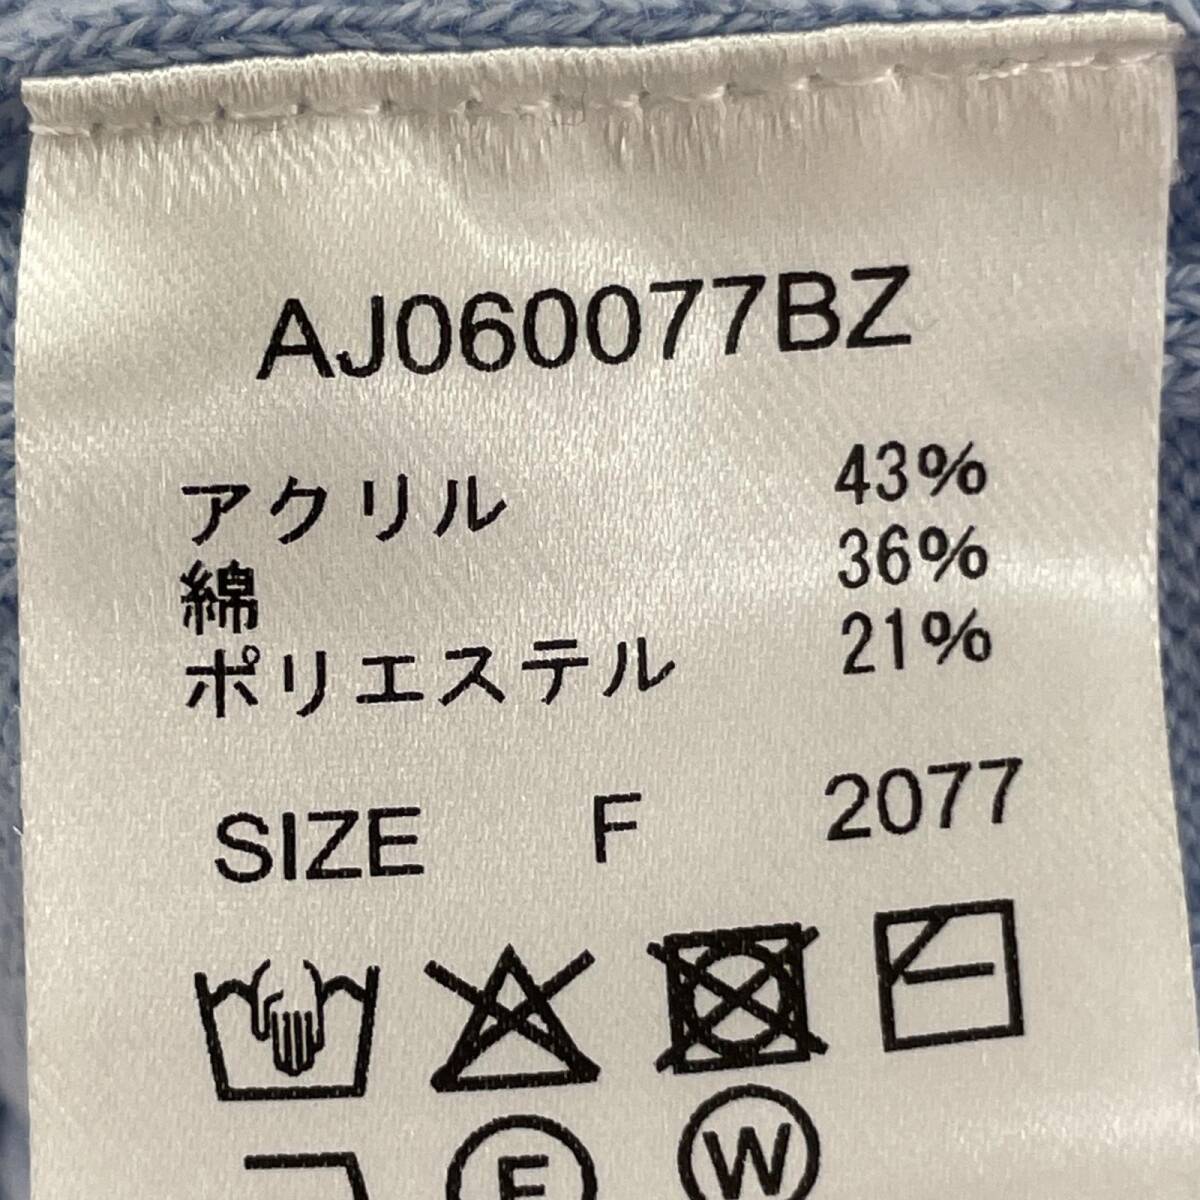 AJ060077BZ
アクリル 43%
綿 36%
ポリエステル 21%
SIZE F 2077
W